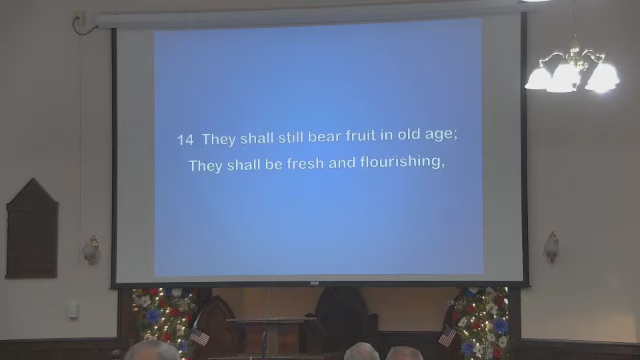 14 They shall still bear fruit in old age;
They shall be fresh and flourishing,